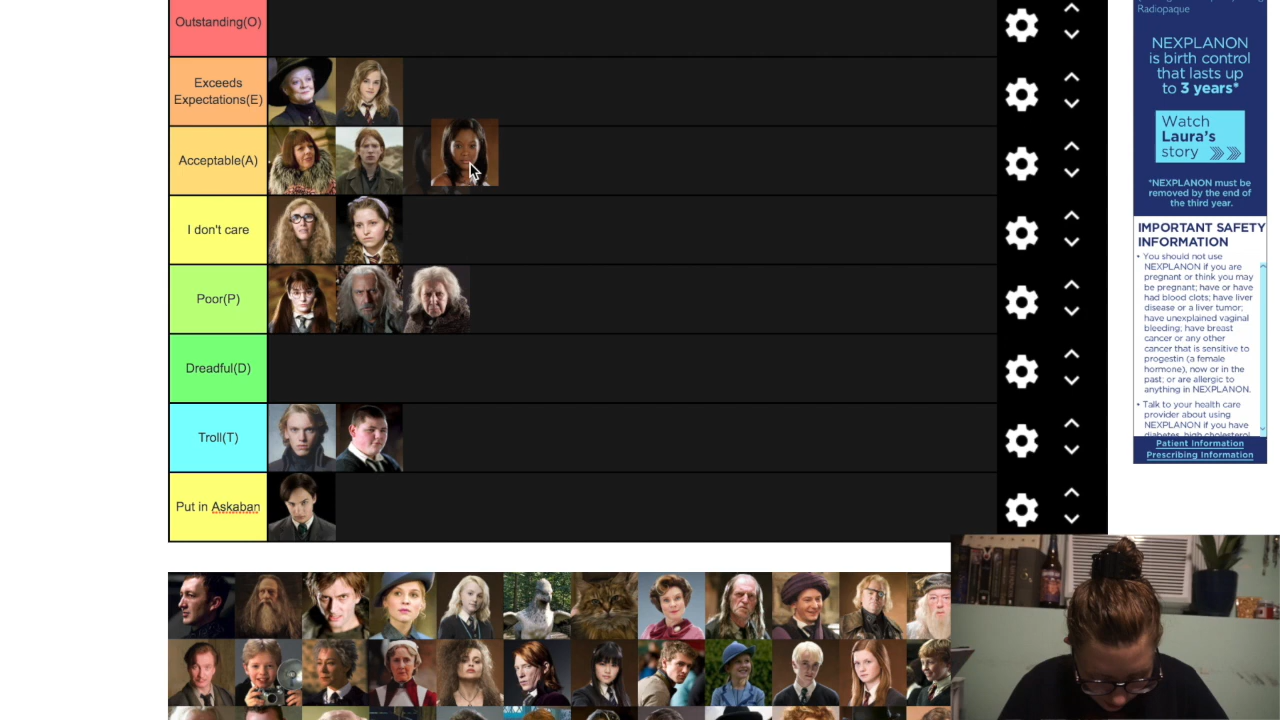 Outstanding(O)
Exceeds
Expectations(E)
Acceptable(A)
I don't care
Poor(P)
Dreadful(D)
Troll(T)
Put in Askaban
Radiopaque
NEXPLANON
is birth control
that lasts up
to 3 years*
Watch
Laura's
story
*NEXPLANON must be
removed by the end of
the third year.
IMPORTANT SAFETY
INFORMATION
• You should not use
NEXPLANON if you are
pregnant or think you may
be pregnant; have or have
had blood clots; have liver
disease or a liver tumor;
have unexplained vaginal
bleeding; have breast
cancer or any other
cancer that is sensitive to
progestin (a female
hormone), now or in the
past; or are allergic to
anything in NEXPLANON.
• Talk to your health care
provider about using
NEXPLANON if you have
diabetes, high cholesterol
Patient Information
Prescribing Information